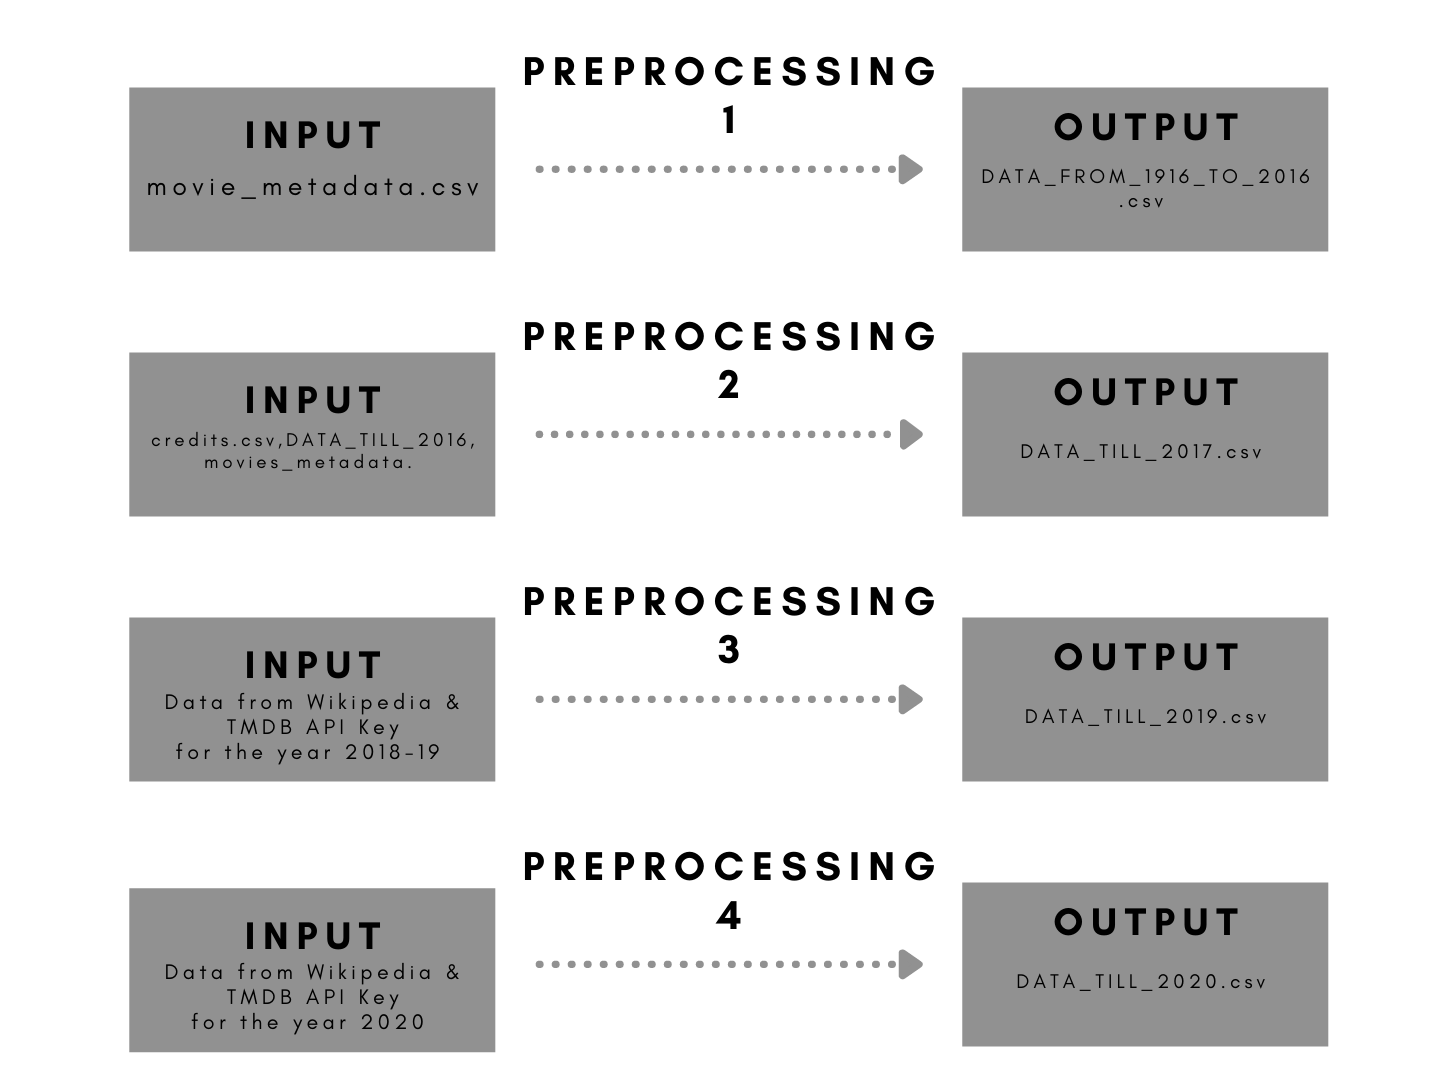 PREPROCESSING
1
INPUT
movie_metadata.csv
OUTPUT
DATA_FROM_1916_TO_2016
.csv
PREPROCESSING
2
INPUT
credits.csv,DATA_TILL_2016,
movies_metadata.
OUTPUT
DATA_TILL_2017.csv
PREPROCESSING
3
INPUT
Data from Wikipedia &
TMDB API Key
for the year 2018-19
OUTPUT
DATA_TILL_2019.csv
PREPROCESSING
4
INPUT
Data from Wikipedia &
TMDB API Key
for the year 2020
OUTPUT
DATA_TILL_2020.csv